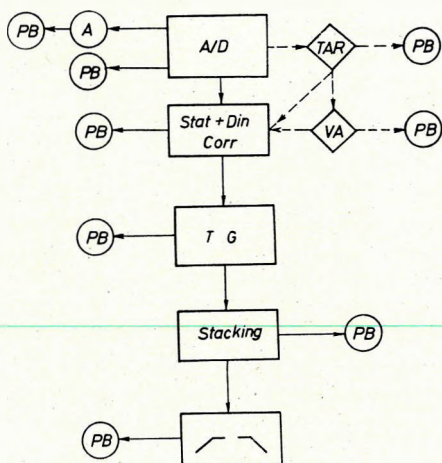 PB A A/D TAR PB
PB
PB Stat + Din
Corr VA PB
PB T G
Stacking PB
PB